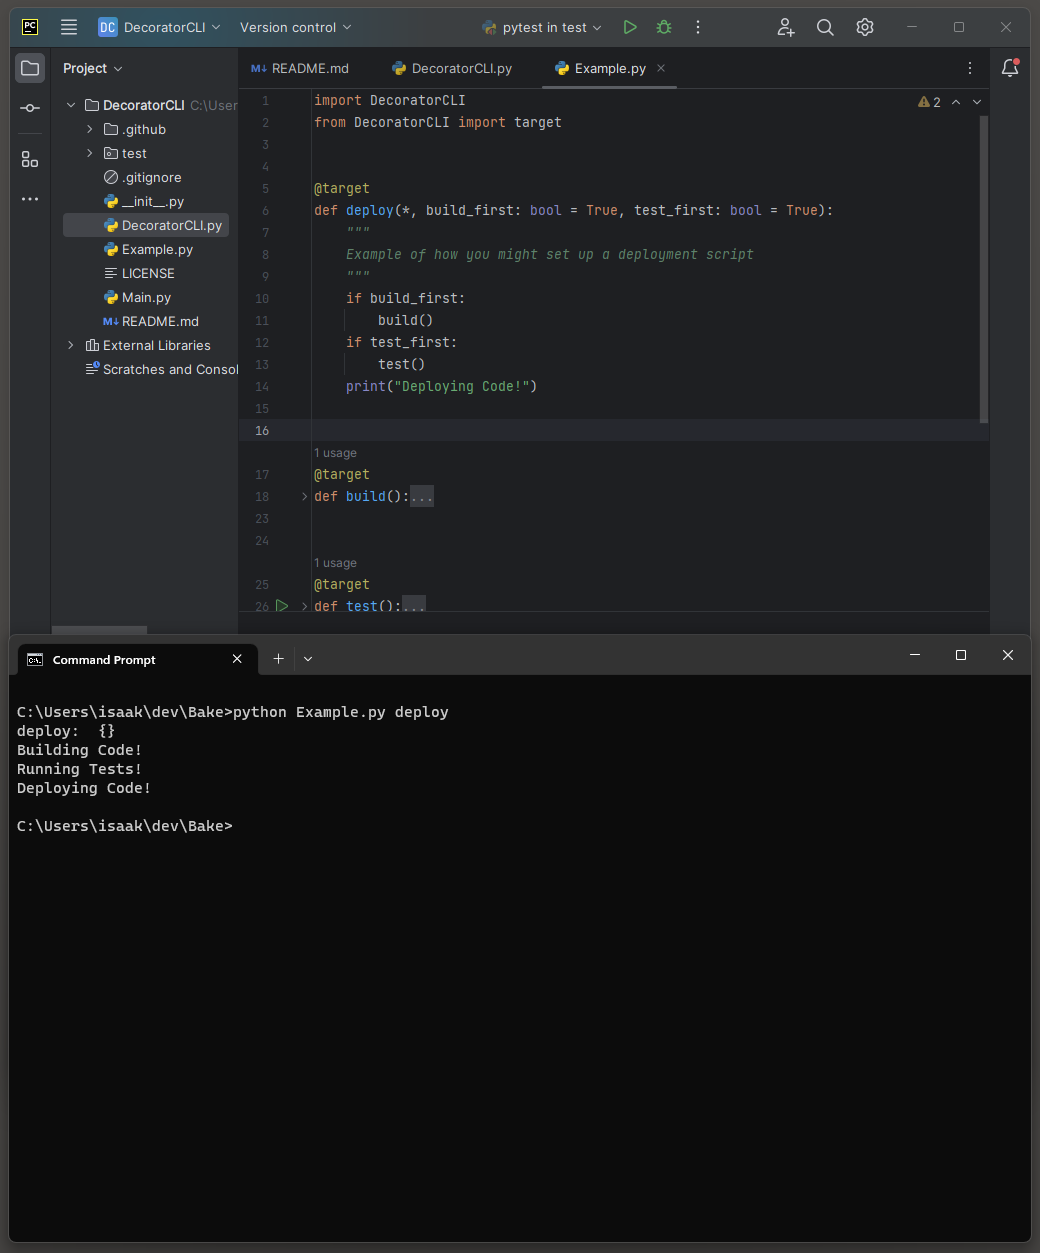 PC DC DecoratorCLI Version control pytest in test
Project
README.md
DecoratorCLI.py
Example.py
DecoratorCLI C:\User
.github
test
.gitignore
__init__.py
DecoratorCLI.py
Example.py
LICENSE
Main.py
M↓ README.md
External Libraries
Scratches and Consol
2
1 import DecoratorCLI
2 from DecoratorCLI import target
3
4
5 @target
6 def deploy(*, build_first: bool = True, test_first: bool = True):
7 """
8 Example of how you might set up a deployment script
9 """
10 if build_first:
11 build()
12 if test_first:
13 test()
14 print("Deploying Code!")
15
16
1 usage
17 @target
18 def build():...
23
24
1 usage
25 @target
26 def test():...
Command Prompt
C:\Users\isaak\dev\Bake>python Example.py deploy
deploy:  {}
Building Code!
Running Tests!
Deploying Code!
C:\Users\isaak\dev\Bake>